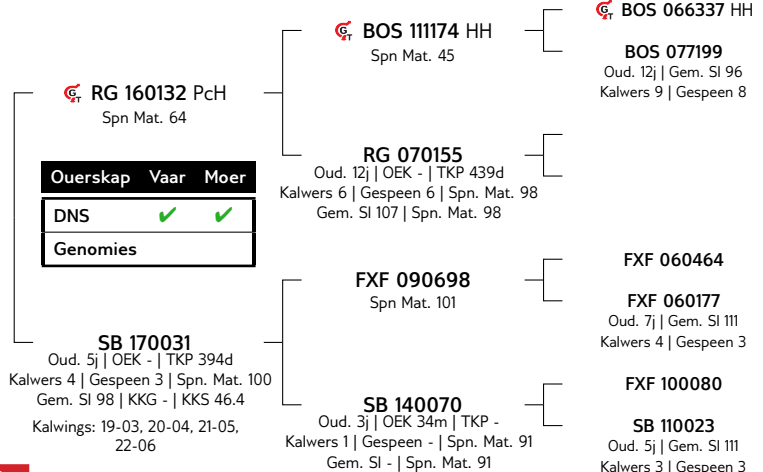 RG 160132 PcH
Spn Mat. 64
Ouerskap Vaar Moer
DNS ✔ ✔
Genomies
SB 170031
Oud. 5j | OEK - | TKP 394d
Kalwers 4 | Gespeen 3 | Spn. Mat. 100
Gem. SI 98 | KKG - | KKS 46.4
Kalwings: 19-03, 20-04, 21-05,
22-06
BOS 111174 HH
Spn Mat. 45
RG 070155
Oud. 12j | OEK - | TKP 439d
Kalwers 6 | Gespeen 6 | Spn. Mat. 98
Gem. SI 107 | Spn. Mat. 98
FXF 090698
Spn Mat. 101
SB 140070
Oud. 3j | OEK 34m | TKP -
Kalwers 1 | Gespeen - | Spn. Mat. 91
Gem. SI - | Spn. Mat. 91
BOS 066337 HH
BOS 077199
Oud. 12j | Gem. SI 96
Kalwers 9 | Gespeen 8
FXF 060464
FXF 060177
Oud. 7j | Gem. SI 111
Kalwers 4 | Gespeen 3
FXF 100080
SB 110023
Oud. 5j | Gem. SI 111
Kalwers 3 | Gespeen 3